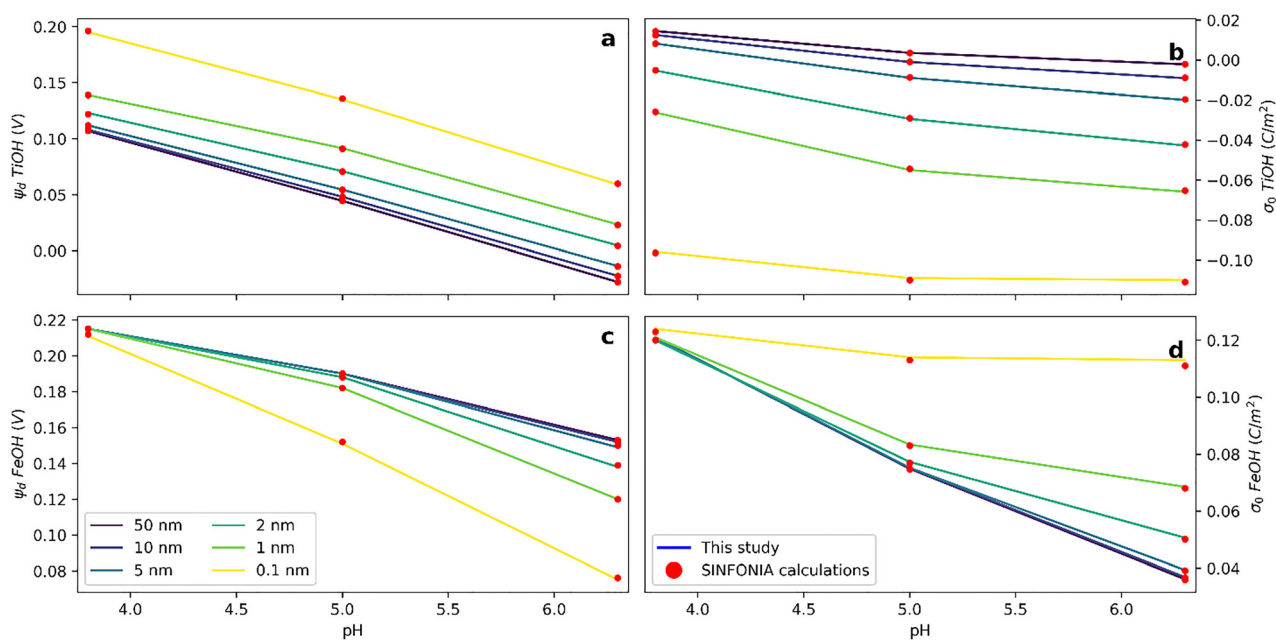 a
0.20
0.15
0.10
0.05
0.00
ψd TiOH (V)
b
0.02
0.00
−0.02
−0.04
−0.06
−0.08
−0.10
σ0 TiOH (C/m²)
c
0.22
0.20
0.18
0.16
0.14
0.12
0.10
0.08
ψd FeOH (V)
50 nm
10 nm
5 nm
2 nm
1 nm
0.1 nm
4.0 4.5 5.0 5.5 6.0
pH
d
0.12
0.10
0.08
0.06
0.04
σ0 FeOH (C/m²)
This study
SINFONIA calculations
4.0 4.5 5.0 5.5 6.0
pH